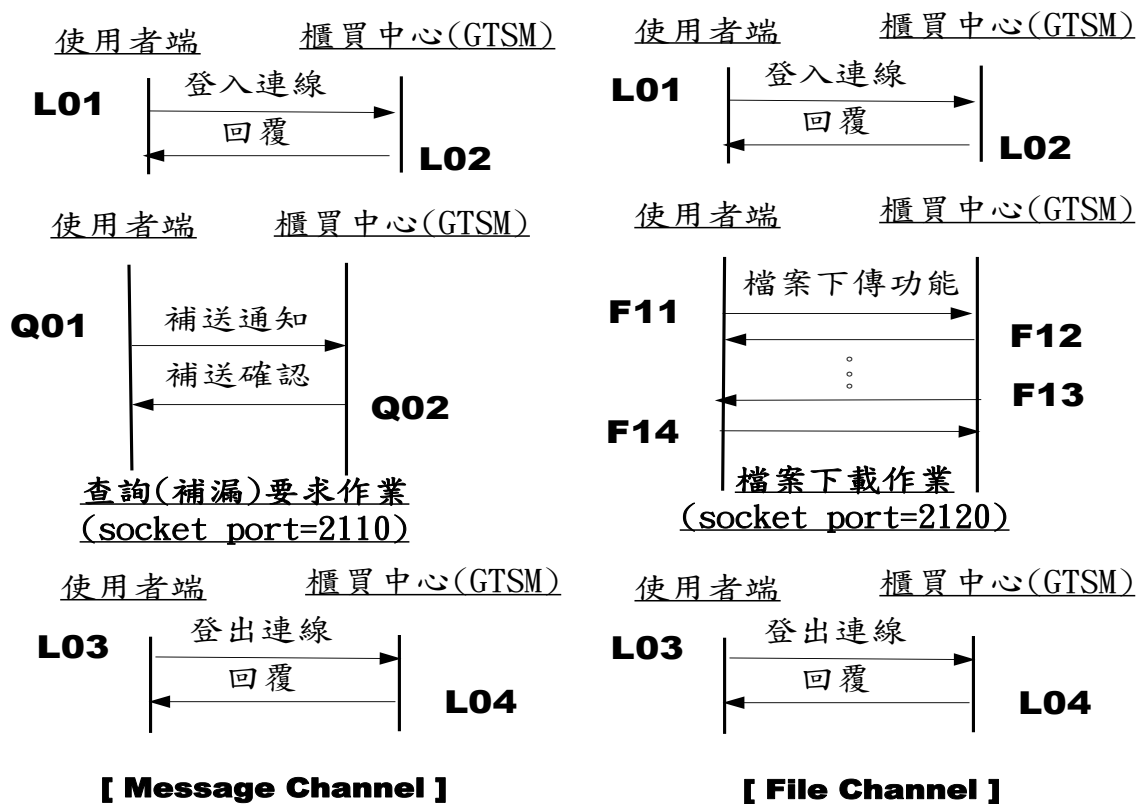 使用者端 櫃買中心(GTSM)
L01 登入連線
回覆 L02
使用者端 櫃買中心(GTSM)
Q01 補送通知
補送確認 Q02
查詢(補漏)要求作業
(socket port=2110)
使用者端 櫃買中心(GTSM)
L03 登出連線
回覆 L04
[ Message Channel ]
使用者端 櫃買中心(GTSM)
L01 登入連線
回覆 L02
使用者端 櫃買中心(GTSM)
檔案下傳功能
F11
F12
F13
F14
檔案下載作業
(socket port=2120)
使用者端 櫃買中心(GTSM)
L03 登出連線
回覆 L04
[ File Channel ]